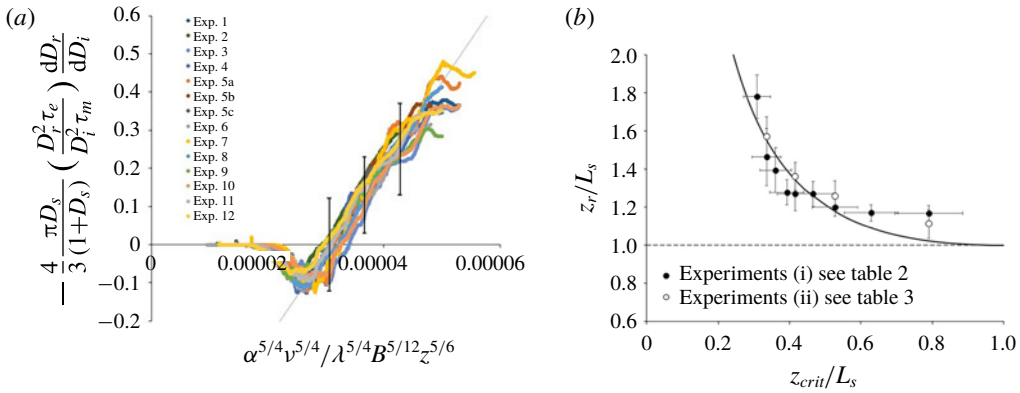 (a)
− 4/3 πD_s/(1+D_s) (D_r^2 τ_e / D_i^2 τ_m) dD_r/dD_i
0.6
0.5
0.4
0.3
0.2
0.1
0
−0.1
−0.2
Exp. 1
Exp. 2
Exp. 3
Exp. 4
Exp. 5a
Exp. 5b
Exp. 5c
Exp. 6
Exp. 7
Exp. 8
Exp. 9
Exp. 10
Exp. 11
Exp. 12
0 0.00002 0.00004 0.00006
α^{5/4}ν^{5/4}/λ^{5/4}B^{5/12}z^{5/6}
(b)
z_r/L_s
2.0
1.8
1.6
1.4
1.2
1.0
0.8
0.6
Experiments (i) see table 2
Experiments (ii) see table 3
0 0.2 0.4 0.6 0.8 1.0
z_{crit}/L_s